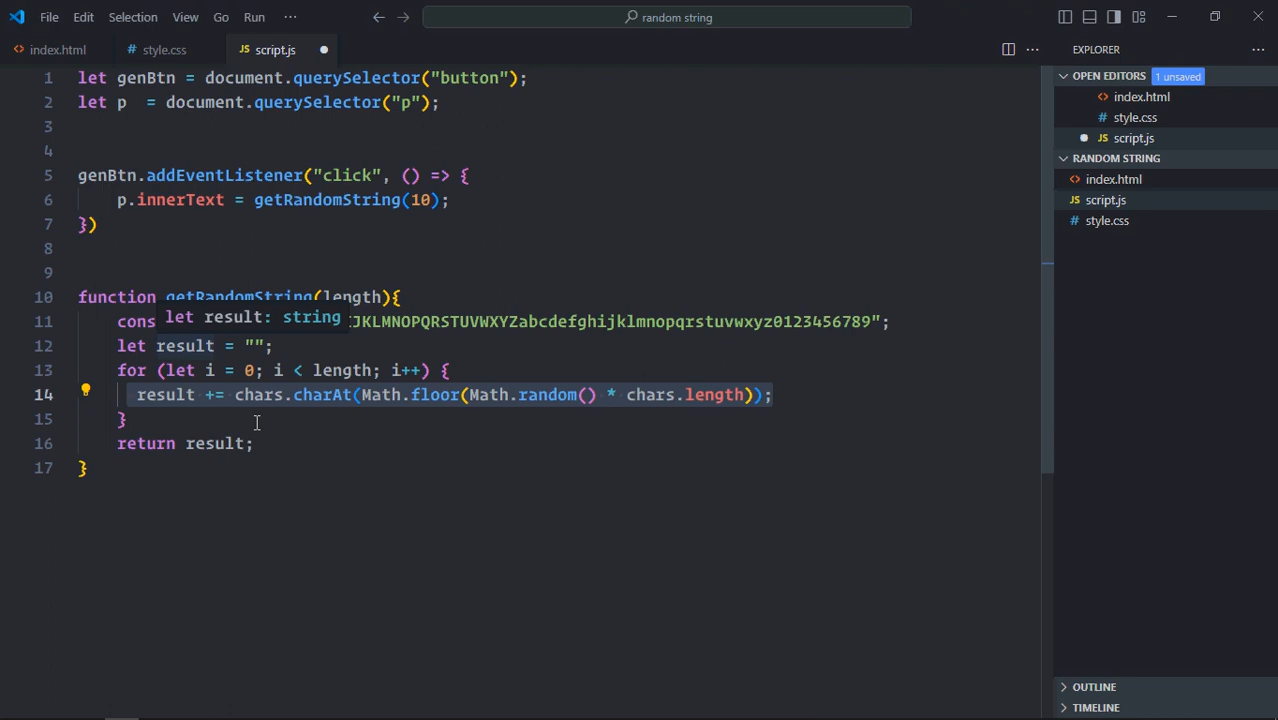 File Edit Selection View Go Run ··· random string
index.html style.css JS script.js
1 let genBtn = document.querySelector("button");
2 let p  = document.querySelector("p");
3
4
5 genBtn.addEventListener("click", () => {
6 p.innerText = getRandomString(10);
7 })
8
9
10 function getRandomString(length){
11 cons let result: string JKLMNOPQRSTUVWXYZabcdefghijklmnopqrstuvwxyz0123456789";
12 let result = "";
13 for (let i = 0; i < length; i++) {
14 result += chars.charAt(Math.floor(Math.random() * chars.length));
15 }
16 return result;
17 }
EXPLORER ···
OPEN EDITORS 1 unsaved
<> index.html
# style.css
JS script.js
RANDOM STRING
<> index.html
JS script.js
# style.css
OUTLINE
TIMELINE